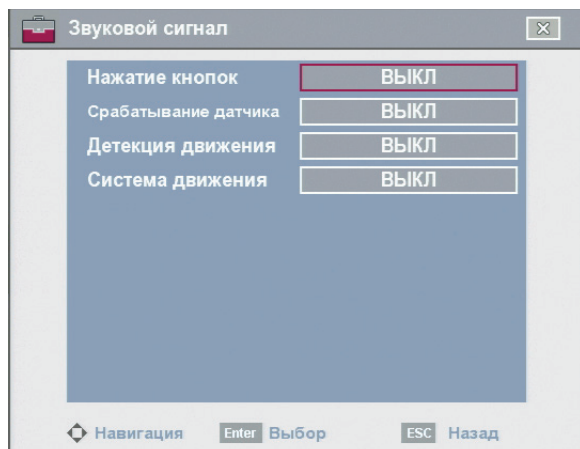 Звуковой сигнал
Нажатие кнопок ВЫКЛ
Срабатывание датчика ВЫКЛ
Детекция движения ВЫКЛ
Система движения ВЫКЛ
Навигация Enter Выбор ESC Назад